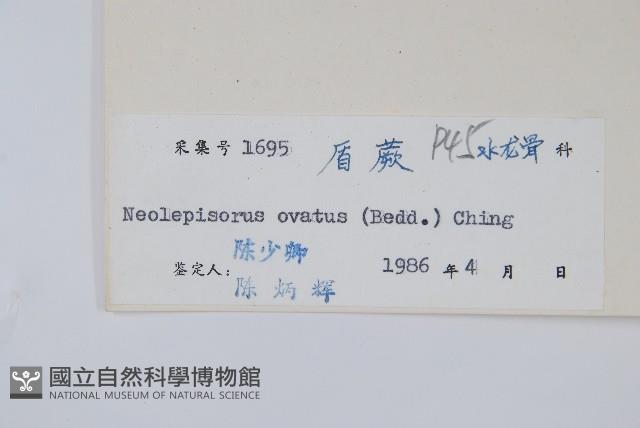 采集号 1695 盾蕨 P45 水龙骨 科
Neolepisorus ovatus (Bedd.) Ching
陈少卿
鉴定人: 1986 年 4 月 日
陈炳辉
國立自然科學博物館
NATIONAL MUSEUM OF NATURAL SCIENCE